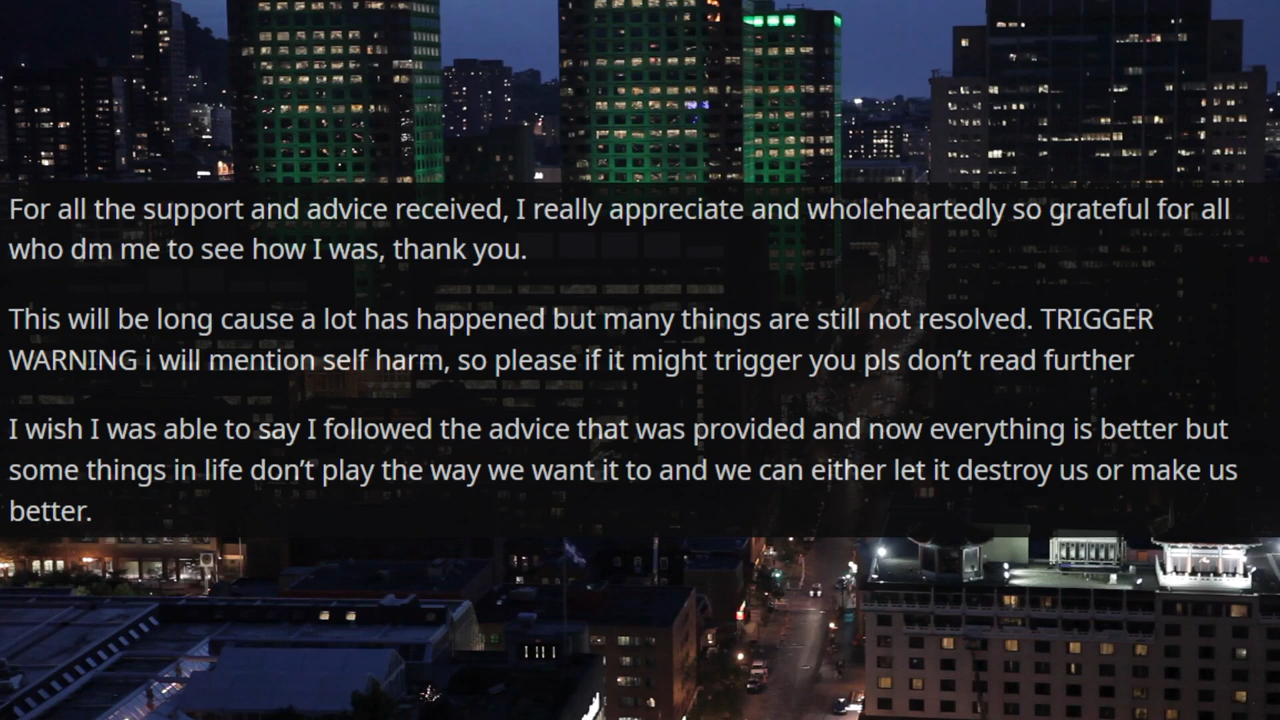 For all the support and advice received, I really appreciate and wholeheartedly so grateful for all
who dm me to see how I was, thank you.
This will be long cause a lot has happened but many things are still not resolved. TRIGGER
WARNING i will mention self harm, so please if it might trigger you pls don’t read further
I wish I was able to say I followed the advice that was provided and now everything is better but
some things in life don’t play the way we want it to and we can either let it destroy us or make us
better.